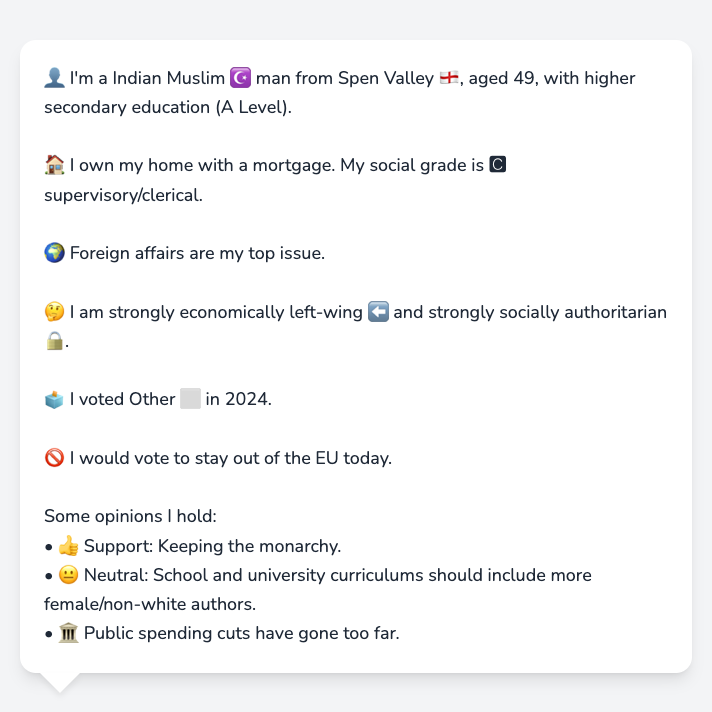 👤 I'm a Indian Muslim ☪️ man from Spen Valley 🏴󠁧󠁢󠁥󠁮󠁧󠁿, aged 49, with higher
secondary education (A Level).
🏠 I own my home with a mortgage. My social grade is 🅲
supervisory/clerical.
🌍 Foreign affairs are my top issue.
🤔 I am strongly economically left-wing ⬅️ and strongly socially authoritarian
🔒.
🗳️ I voted Other ⬜ in 2024.
🚫 I would vote to stay out of the EU today.
Some opinions I hold:
• 👍 Support: Keeping the monarchy.
• 😐 Neutral: School and university curriculums should include more
female/non-white authors.
• 🏛️ Public spending cuts have gone too far.